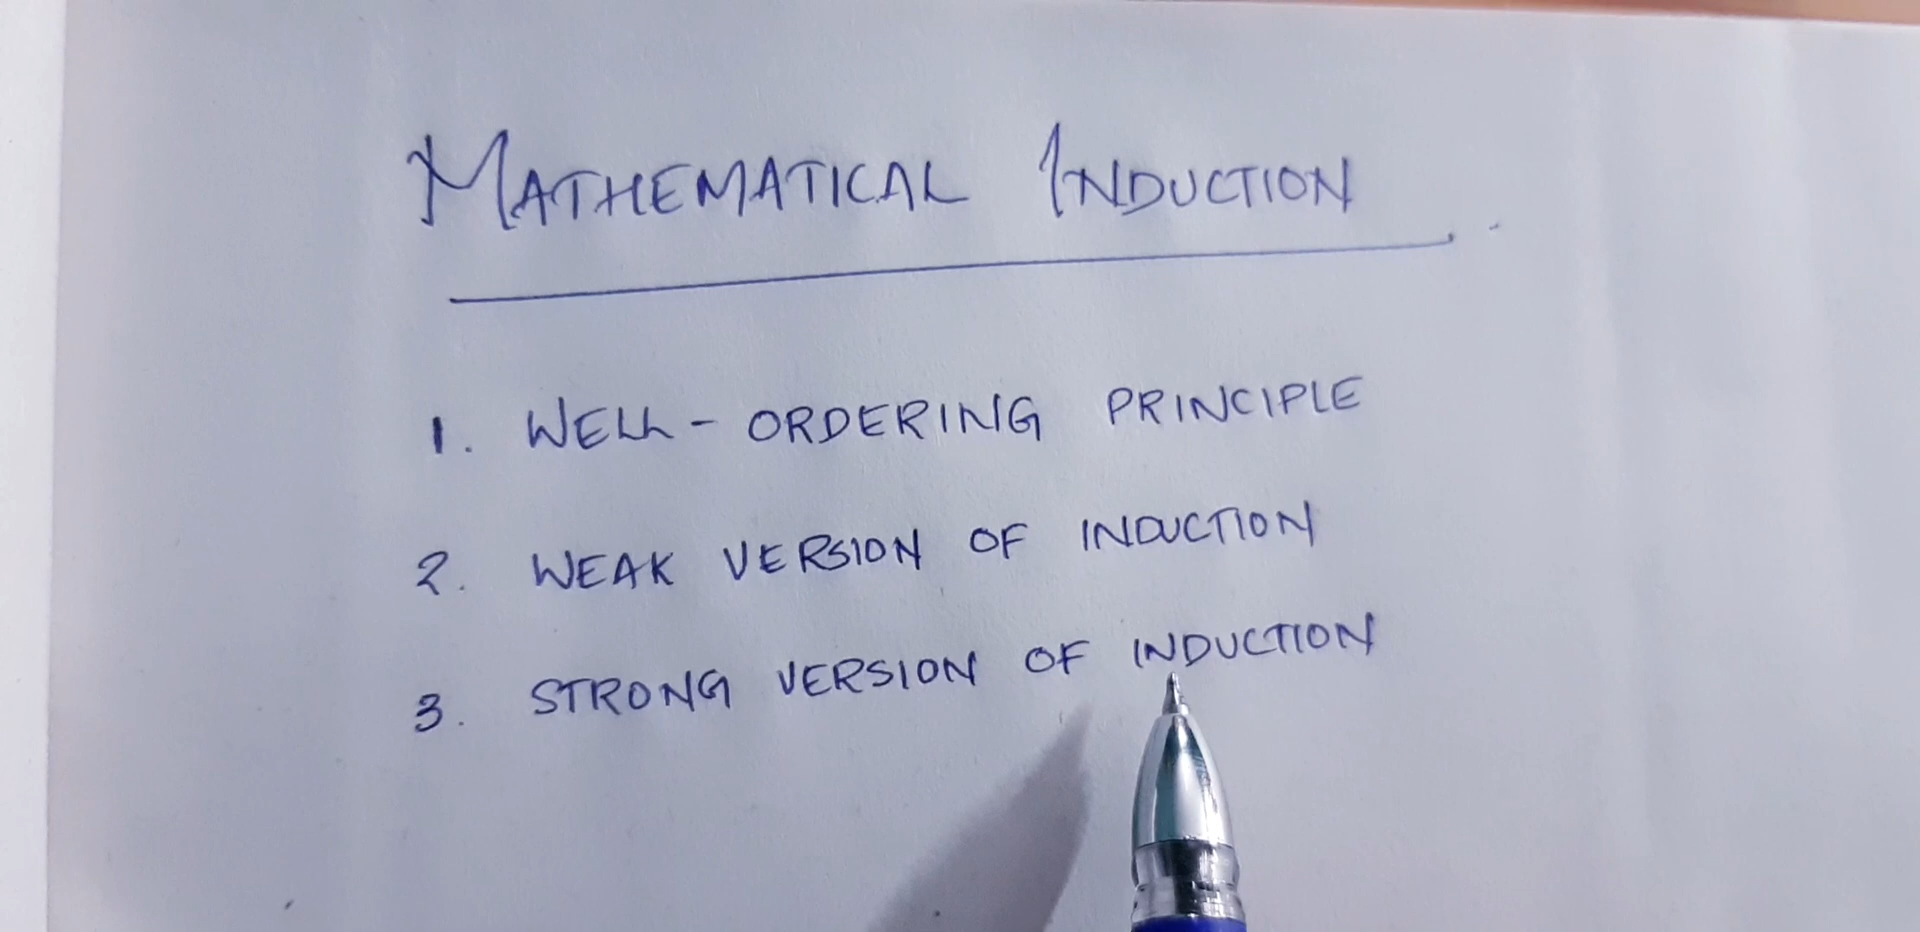 MATHEMATICAL INDUCTION
1. WELL-ORDERING PRINCIPLE
2. WEAK VERSION OF INDUCTION
3. STRONG VERSION OF INDUCTION